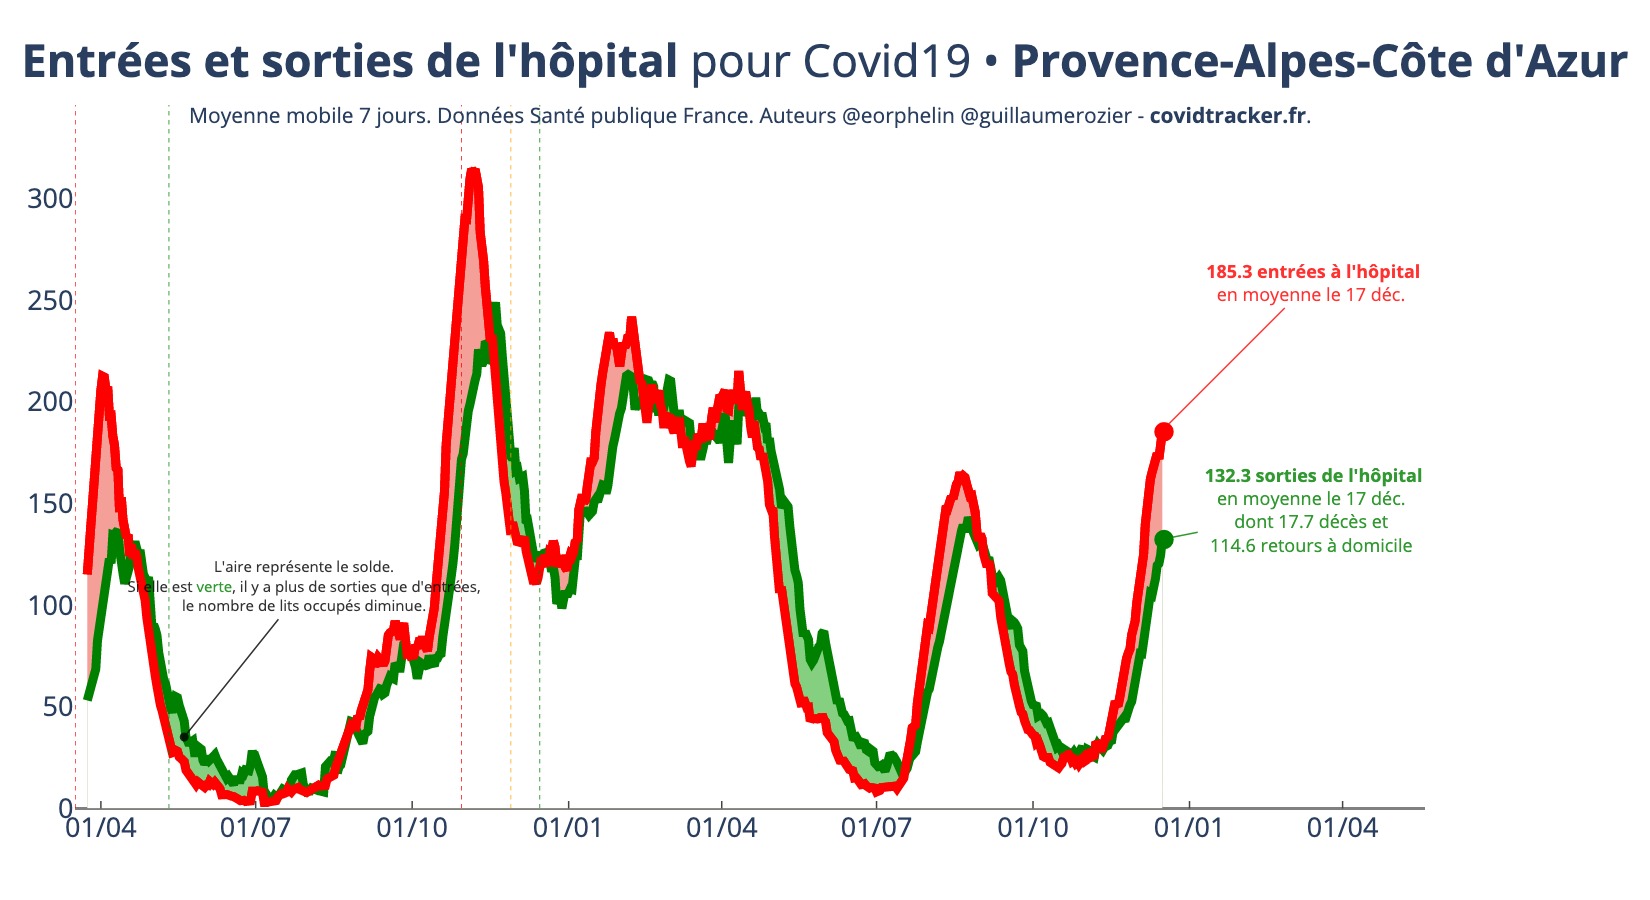 Entrées et sorties de l'hôpital pour Covid19 • Provence-Alpes-Côte d'Azur
Moyenne mobile 7 jours. Données Santé publique France. Auteurs @eorphelin @guillaumerozier - covidtracker.fr.
300
250
200
150
100
50
0
185.3 entrées à l'hôpital
en moyenne le 17 déc.
132.3 sorties de l'hôpital
en moyenne le 17 déc.
dont 17.7 décès et
114.6 retours à domicile
L'aire représente le solde.
Si elle est verte, il y a plus de sorties que d'entrées,
le nombre de lits occupés diminue.
01/04
01/07
01/10
01/01
01/04
01/07
01/10
01/01
01/04